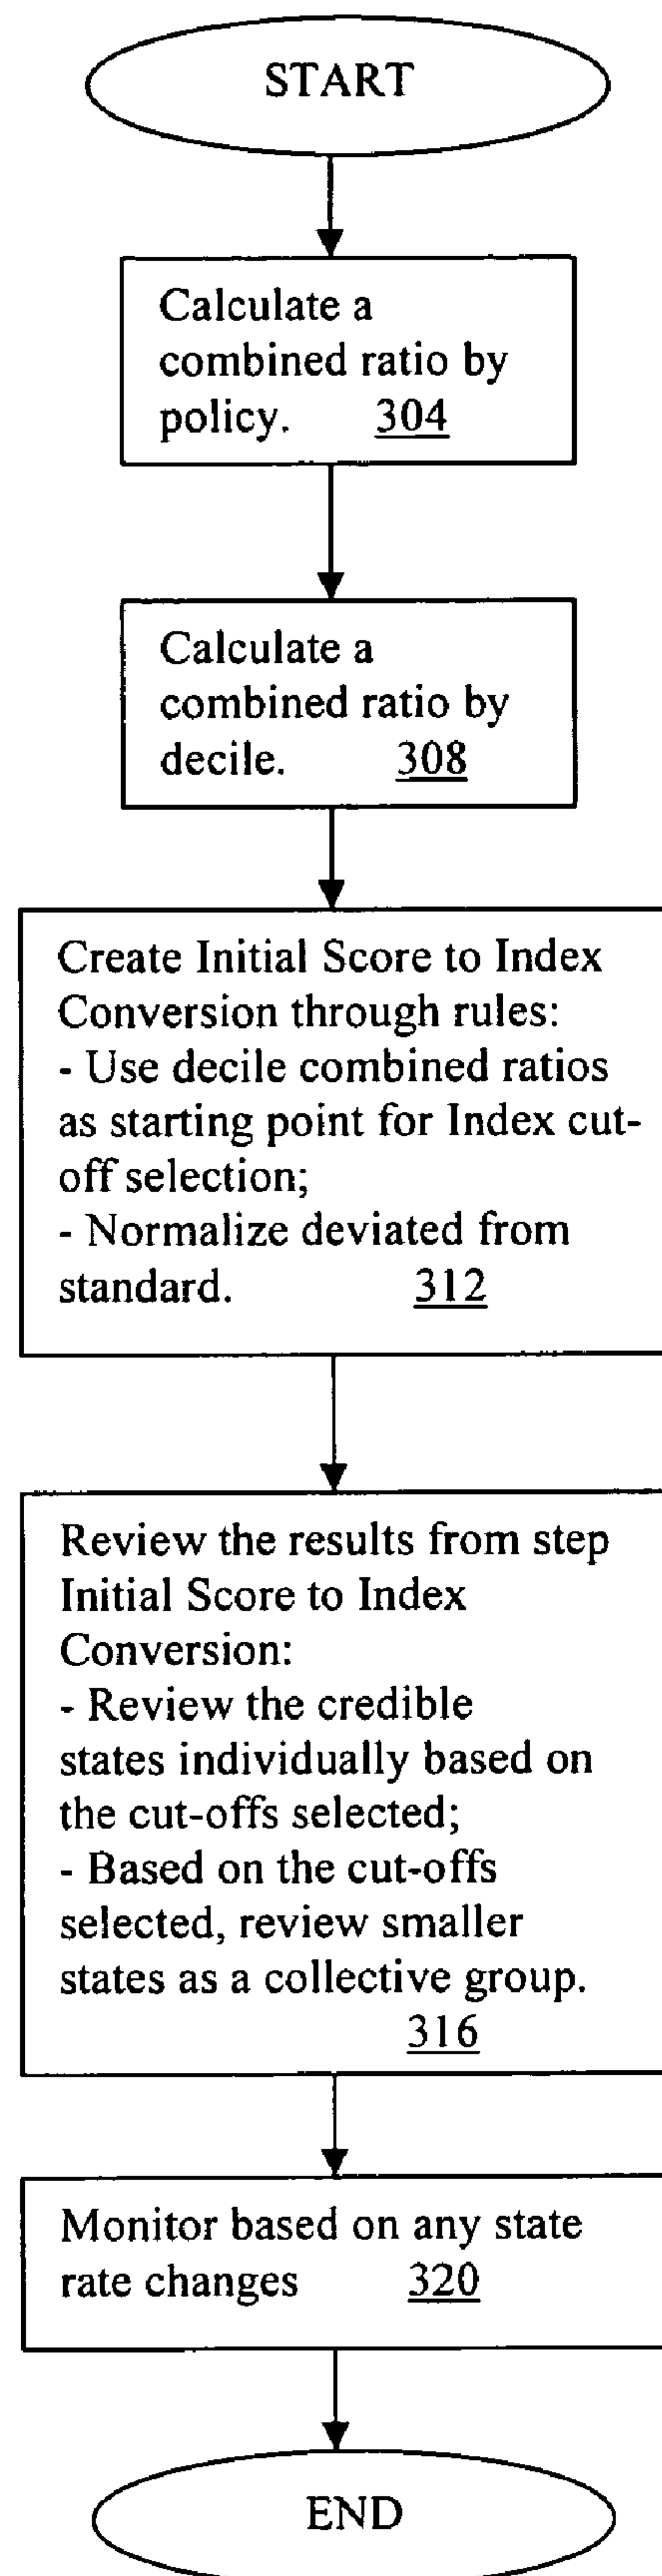 START
Calculate a
combined ratio by
policy. 304
Calculate a
combined ratio by
decile. 308
Create Initial Score to Index
Conversion through rules:
- Use decile combined ratios
as starting point for Index cut-
off selection;
- Normalize deviated from
standard. 312
Review the results from step
Initial Score to Index
Conversion:
- Review the credible
states individually based on
the cut-offs selected;
- Based on the cut-offs
selected, review smaller
states as a collective group.
316
Monitor based on any state
rate changes 320
END